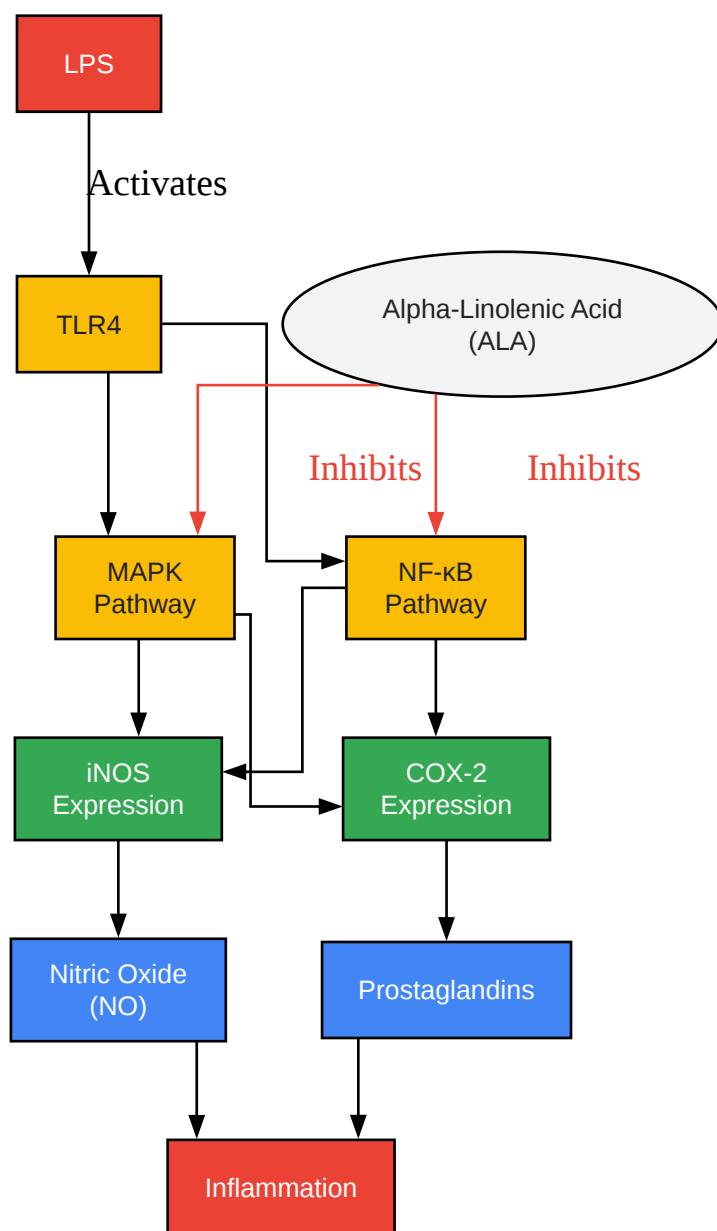 LPS
Activates
TLR4
Alpha-Linolenic Acid
(ALA)
Inhibits
Inhibits
MAPK
Pathway
NF-κB
Pathway
iNOS
Expression
COX-2
Expression
Nitric Oxide
(NO)
Prostaglandins
Inflammation